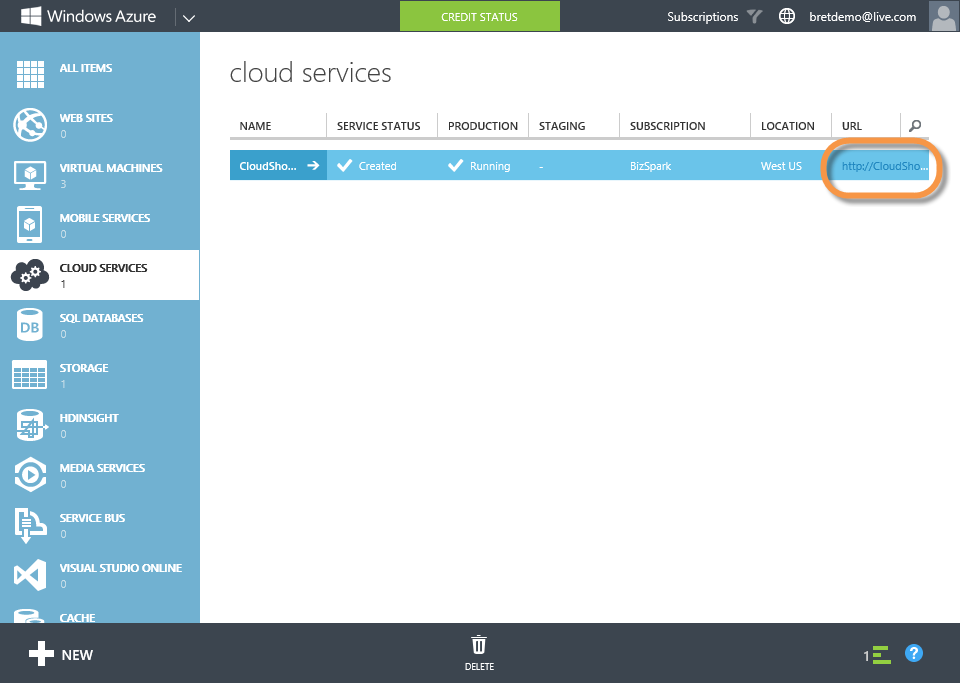 Windows Azure
CREDIT STATUS
Subscriptions
bretdemo@live.com
ALL ITEMS
WEB SITES
0
VIRTUAL MACHINES
3
MOBILE SERVICES
0
CLOUD SERVICES
1
SQL DATABASES
0
DB
STORAGE
1
HDINSIGHT
0
MEDIA SERVICES
0
SERVICE BUS
0
VISUAL STUDIO ONLINE
0
CACHE
cloud services
NAME SERVICE STATUS PRODUCTION STAGING SUBSCRIPTION LOCATION URL
CloudSho... Created Running - BizSpark West US http://CloudSho...
NEW
DELETE
1
?